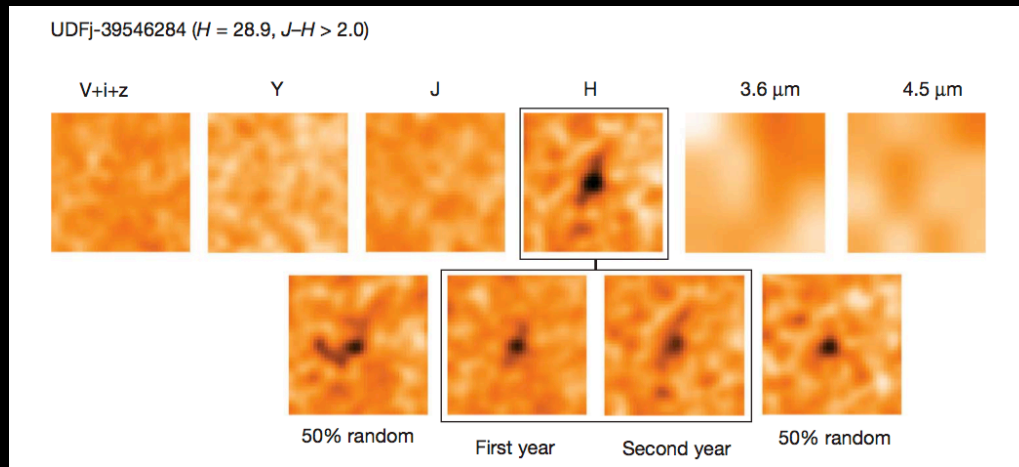 UDFj-39546284 (H = 28.9, J–H > 2.0)
V+i+z Y J H 3.6 μm 4.5 μm
50% random First year Second year 50% random